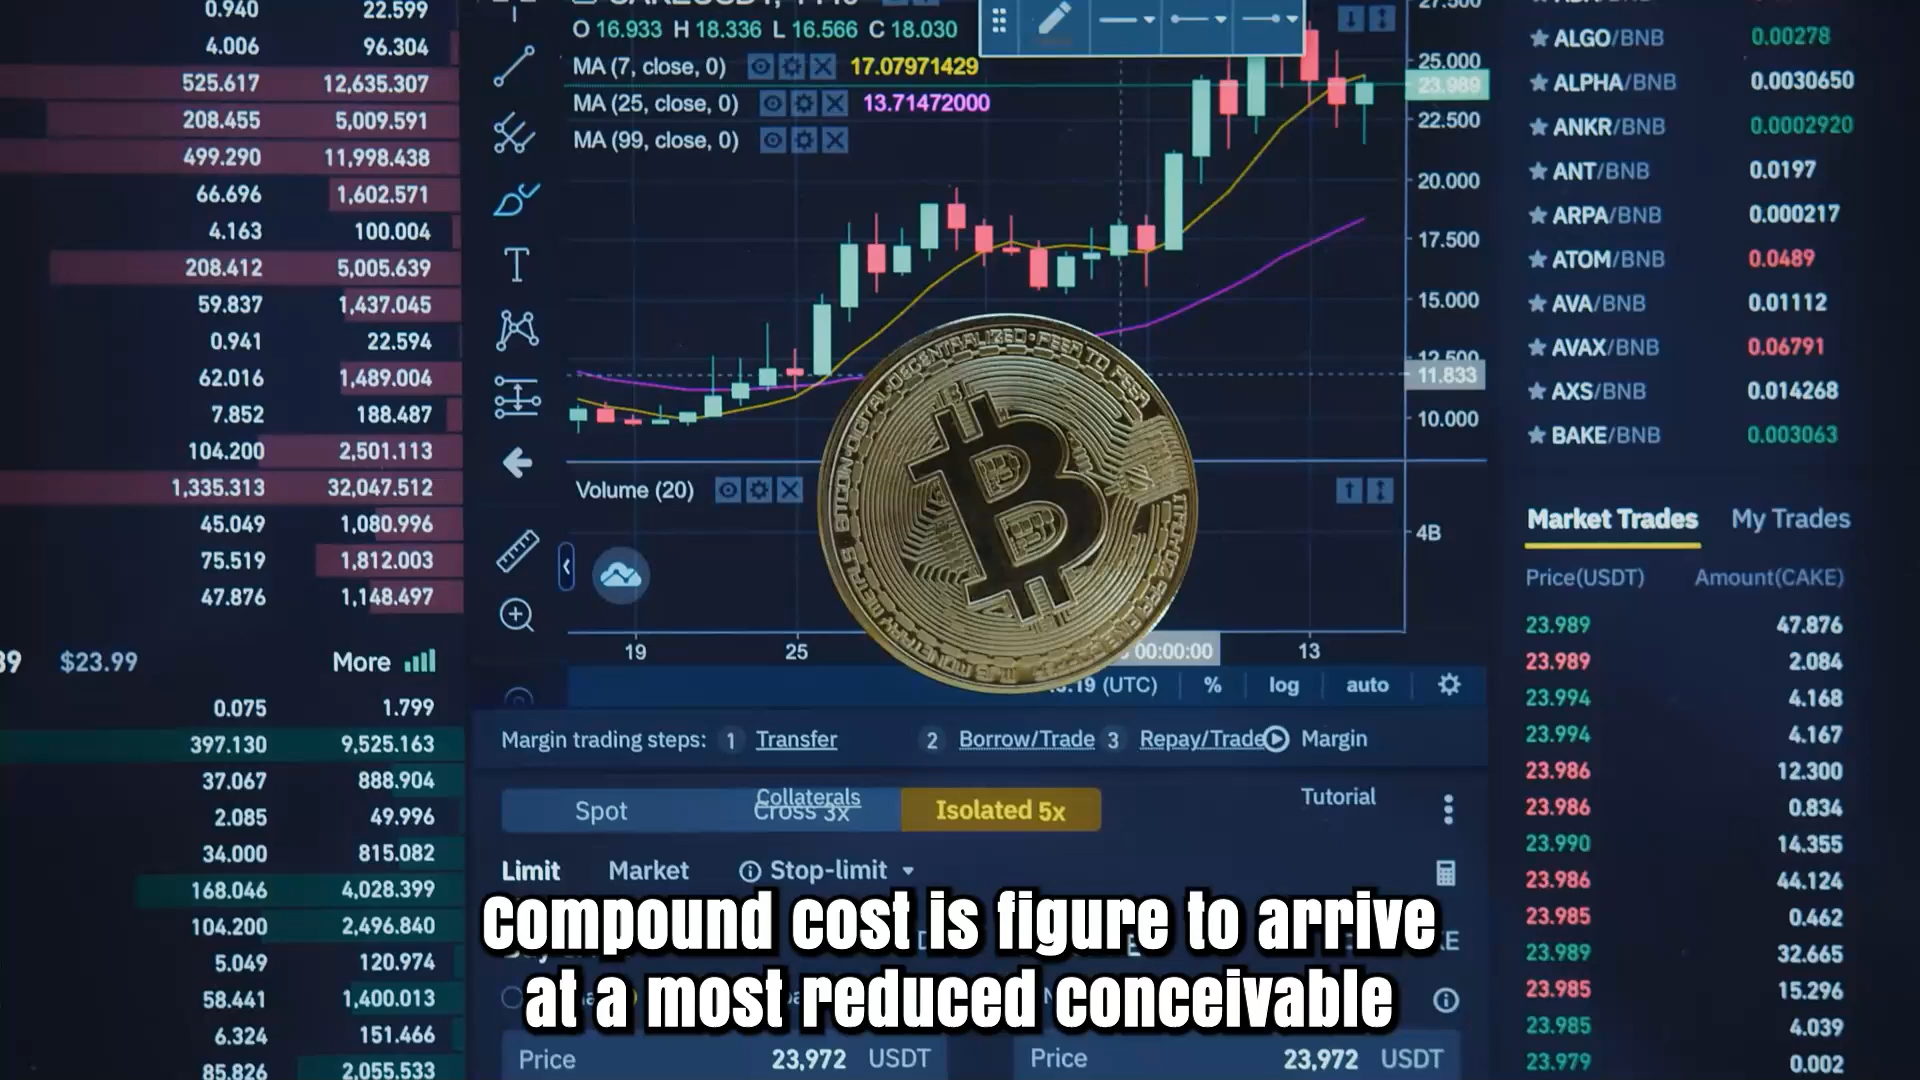 0.940 22.599
4.006 96.304
525.617 12,635.307
208.455 5,009.591
499.290 11,998.438
66.696 1,602.571
4.163 100.004
208.412 5,005.639
59.837 1,437.045
0.941 22.594
62.016 1,489.004
7.852 188.487
104.200 2,501.113
1,335.313 32,047.512
45.049 1,080.996
75.519 1,812.003
47.876 1,148.497
$23.99 More
0.075 1.799
397.130 9,525.163
37.067 888.904
2.085 49.996
34.000 815.082
168.046 4,028.399
104.200 2,496.840
5.049 120.974
58.441 1,400.013
6.324 151.466
85.826 2,055.533
O 16.933 H 18.336 L 16.566 C 18.030
MA (7, close, 0) 17.07971429
MA (25, close, 0) 13.71472000
MA (99, close, 0)
25.000
23.989
22.500
20.000
17.500
15.000
12.500
11.833
10.000
Volume (20)
4B
BITCOIN DIGITAL DECENTRALIZED PEER TO PEER
19 25 00:00:00 13
(UTC) % log auto
Margin trading steps: 1 Transfer 2 Borrow/Trade 3 Repay/Trade Margin
Collaterals Tutorial
Spot Cross 3x Isolated 5x
Limit Market Stop-limit
Compound cost is figure to arrive
at a most reduced conceivable
Price 23,972 USDT Price 23,972 USDT
ALGO/BNB 0.00278
ALPHA/BNB 0.0030650
ANKR/BNB 0.0002920
ANT/BNB 0.0197
ARPA/BNB 0.000217
ATOM/BNB 0.0489
AVA/BNB 0.01112
AVAX/BNB 0.06791
AXS/BNB 0.014268
BAKE/BNB 0.003063
Market Trades My Trades
Price(USDT) Amount(CAKE)
23.989 47.876
23.989 2.084
23.994 4.168
23.994 4.167
23.986 12.300
23.986 0.834
23.990 14.355
23.986 44.124
23.985 0.462
23.989 32.665
23.985 15.296
23.985 4.039
23.979 0.002